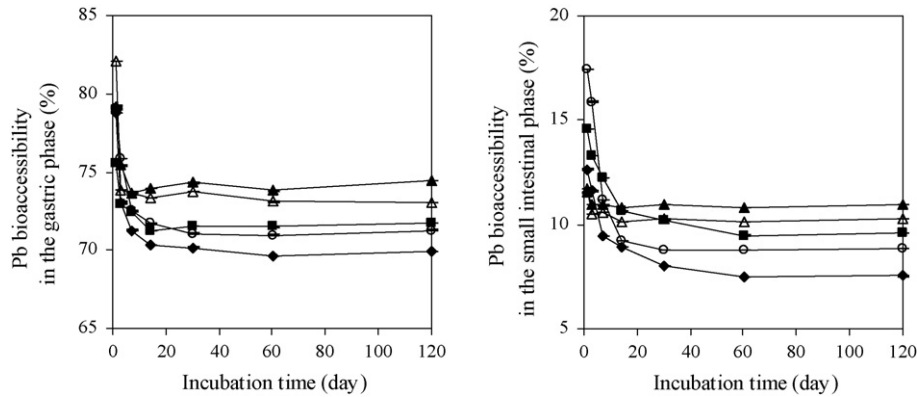 Pb bioaccessibility
in the gastric phase (%)
85
80
75
70
65
0 20 40 60 80 100 120
Incubation time (day)
Pb bioaccessibility
in the small intestinal phase (%)
20
15
10
5
0 20 40 60 80 100 120
Incubation time (day)